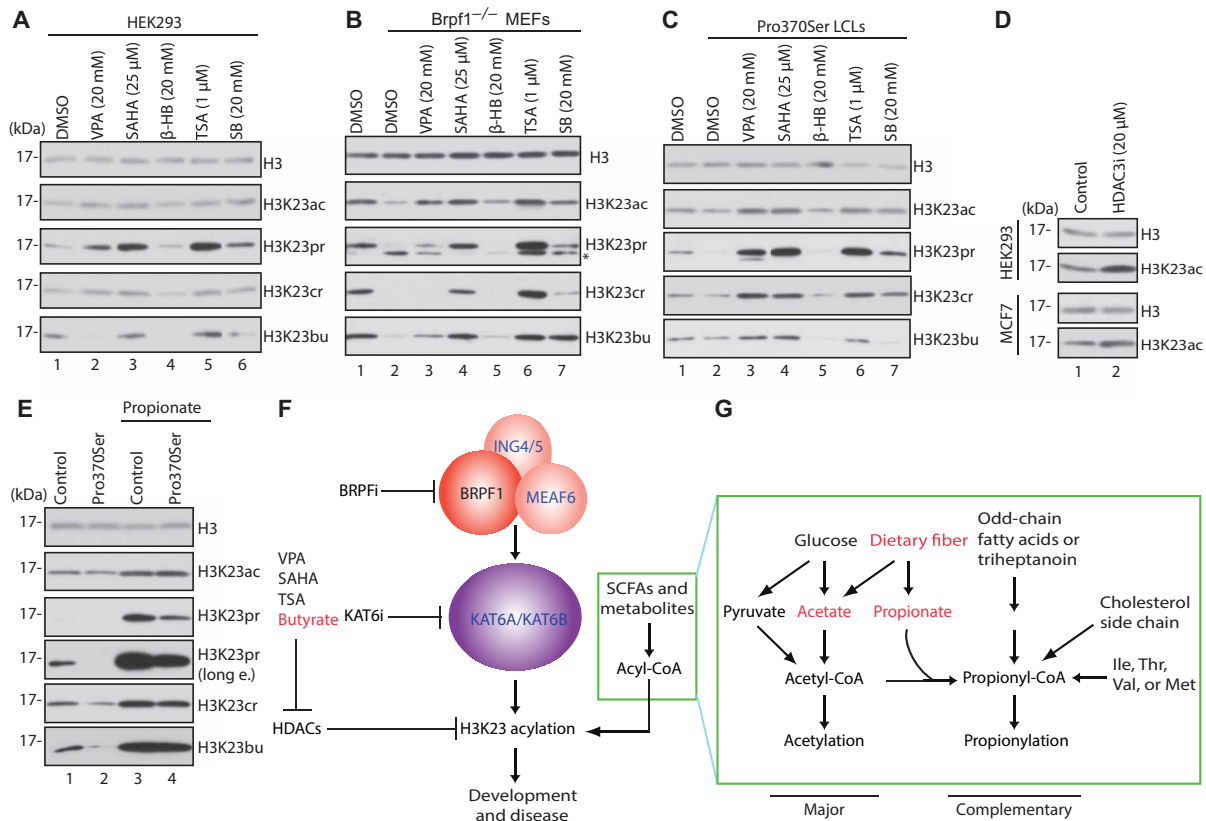 A
HEK293
(kDa)
DMSO
VPA (20 mM)
SAHA (25 µM)
β-HB (20 mM)
TSA (1 µM)
SB (20 mM)
17-
H3
17-
H3K23ac
17-
H3K23pr
17-
H3K23cr
17-
H3K23bu
1 2 3 4 5 6
B
Brpf1−/− MEFs
DMSO
DMSO
VPA (20 mM)
SAHA (25 µM)
β-HB (20 mM)
TSA (1 µM)
SB (20 mM)
H3
H3K23ac
H3K23pr
*
H3K23cr
H3K23bu
1 2 3 4 5 6 7
C
Pro370Ser LCLs
DMSO
DMSO
VPA (20 mM)
SAHA (25 µM)
β-HB (20 mM)
TSA (1 µM)
SB (20 mM)
H3
H3K23ac
H3K23pr
H3K23cr
H3K23bu
1 2 3 4 5 6 7
D
Control
HDAC3i (20 µM)
(kDa)
HEK293
17-
H3
17-
H3K23ac
MCF7
17-
H3
17-
H3K23ac
1 2
E
Propionate
(kDa)
Control
Pro370Ser
Control
Pro370Ser
17-
H3
17-
H3K23ac
17-
H3K23pr
17-
H3K23pr
(long e.)
17-
H3K23cr
17-
H3K23bu
1 2 3 4
F
ING4/5
BRPFi
BRPF1
MEAF6
VPA
SAHA
TSA
Butyrate
KAT6i
KAT6A/KAT6B
SCFAs and
metabolites
Acyl-CoA
HDACs
H3K23 acylation
Development
and disease
G
Glucose
Dietary fiber
Odd-chain
fatty acids or
triheptanoin
Pyruvate
Acetate
Propionate
Cholesterol
side chain
Acetyl-CoA
Propionyl-CoA
Ile, Thr,
Val, or Met
Acetylation
Propionylation
Major
Complementary